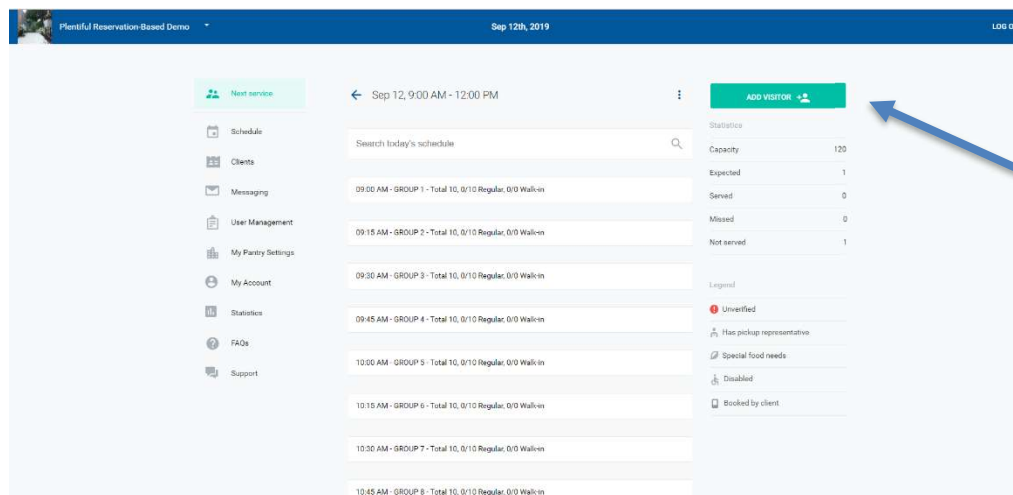 Plentiful Reservation-Based Demo
Sep 12th, 2019
LOG O
Next service
Schedule
Clients
Messaging
User Management
My Pantry Settings
My Account
Statistics
FAQs
Support
Sep 12, 9:00 AM - 12:00 PM
Search today's schedule
09:00 AM - GROUP 1 - Total 10, 0/10 Regular, 0/0 Walk-in
09:15 AM - GROUP 2 - Total 10, 0/10 Regular, 0/0 Walk-in
09:30 AM - GROUP 3 - Total 10, 0/10 Regular, 0/0 Walk-in
09:45 AM - GROUP 4 - Total 10, 0/10 Regular, 0/0 Walk-in
10:00 AM - GROUP 5 - Total 10, 0/10 Regular, 0/0 Walk-in
10:15 AM - GROUP 6 - Total 10, 0/10 Regular, 0/0 Walk-in
10:30 AM - GROUP 7 - Total 10, 0/10 Regular, 0/0 Walk-in
10:45 AM - GROUP 8 - Total 10, 0/10 Regular, 0/0 Walk-in
ADD VISITOR
Statistics
Capacity 120
Expected 1
Served 0
Missed 0
Not served 1
Legend
Unverified
Has pickup representative
Special food needs
Disabled
Booked by client